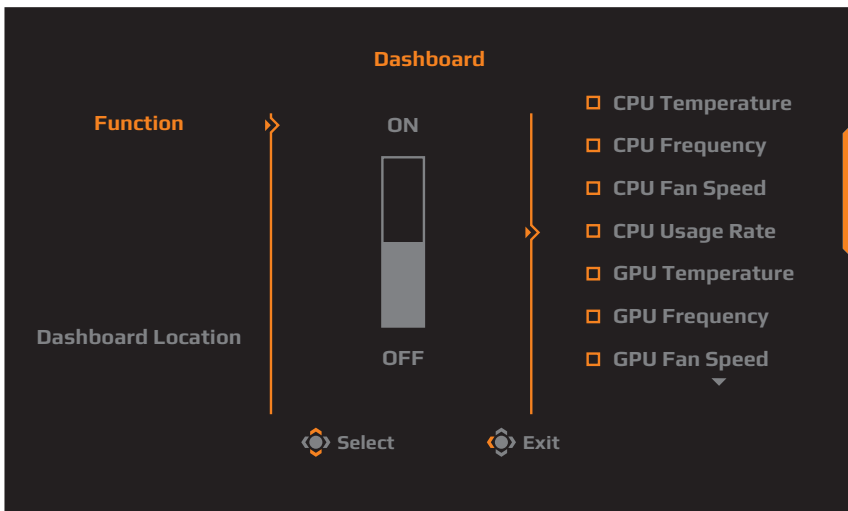 Dashboard
Function
ON
OFF
Dashboard Location
CPU Temperature
CPU Frequency
CPU Fan Speed
CPU Usage Rate
GPU Temperature
GPU Frequency
GPU Fan Speed
Select
Exit